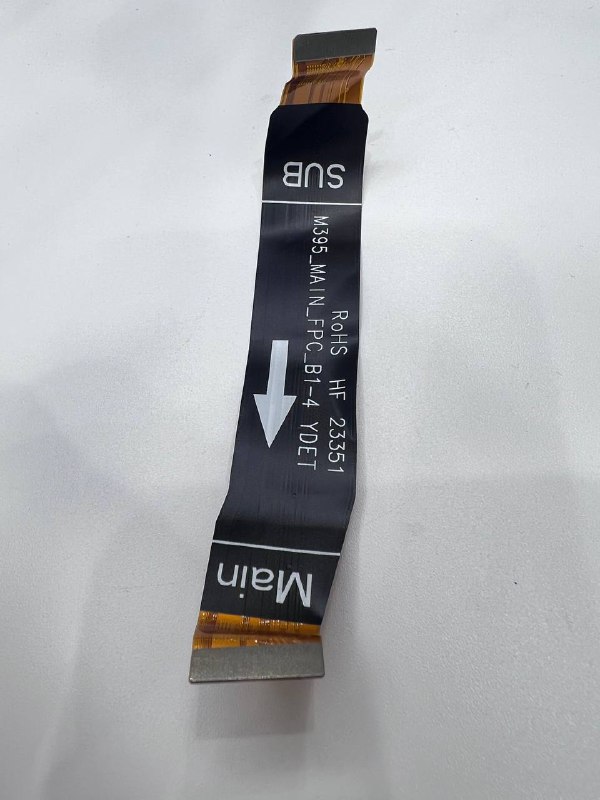 SUB
RoHS HF 23351
M395_MAIN_FPC_B1-4 YDET
Main